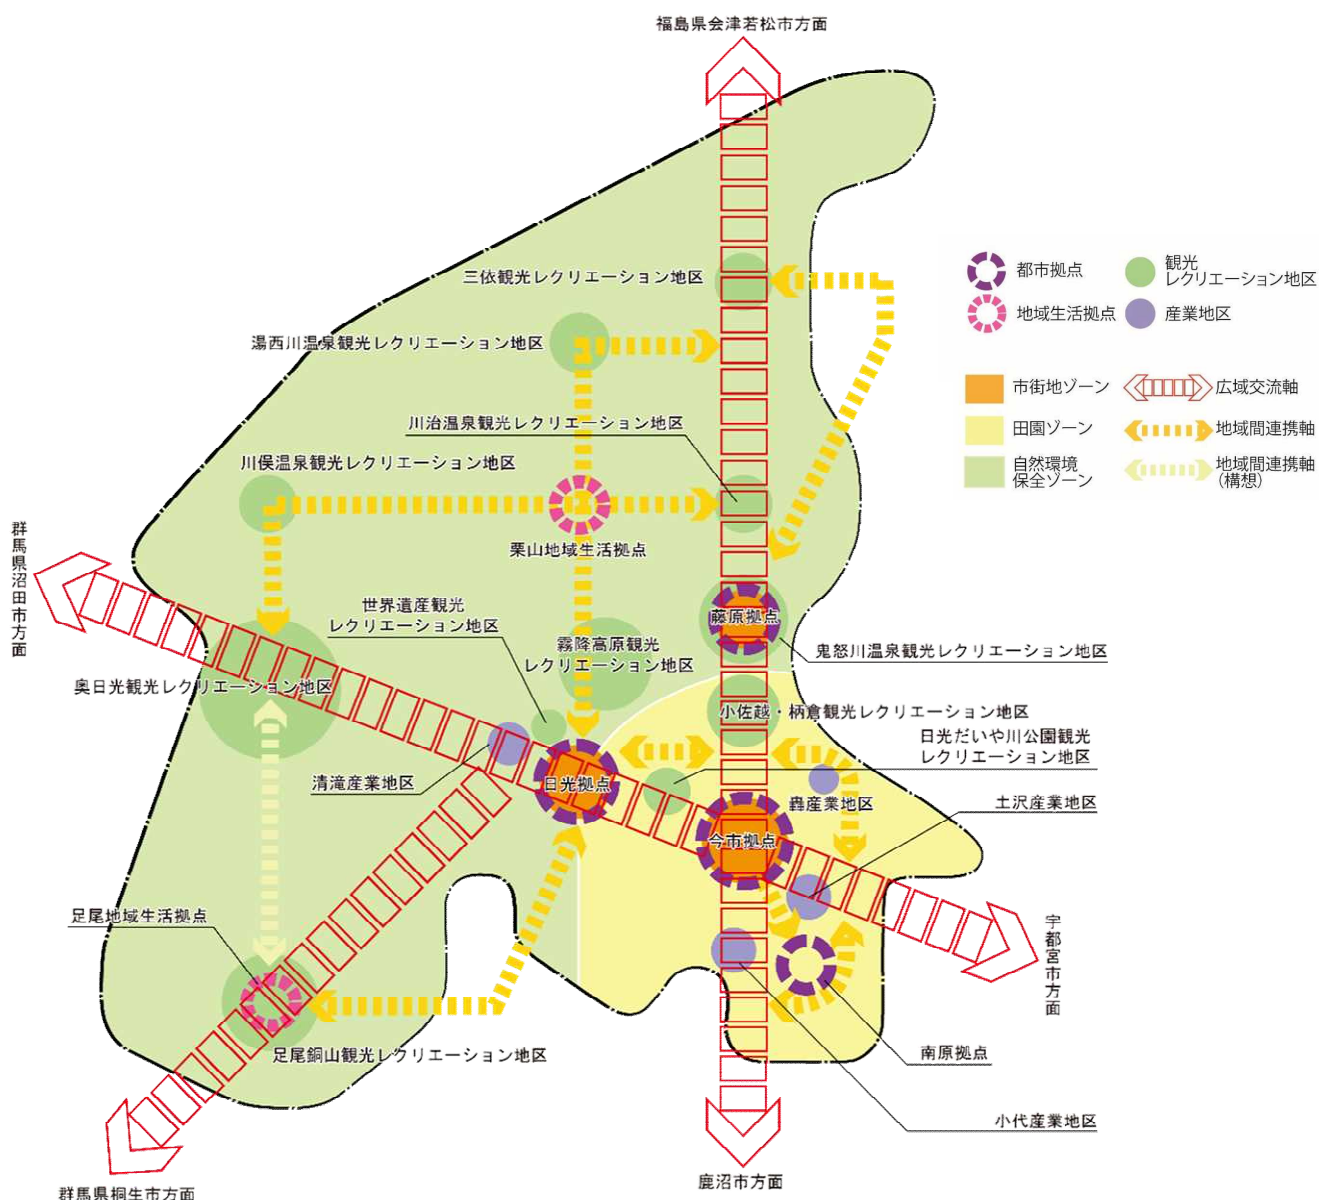 福島県会津若松市方面
三依観光レクリエーション地区
湯西川温泉観光レクリエーション地区
川治温泉観光レクリエーション地区
川俣温泉観光レクリエーション地区
栗山地域生活拠点
群馬県沼田市方面
世界遺産観光
レクリエーション地区
霧降高原観光
レクリエーション地区
藤原拠点
鬼怒川温泉観光レクリエーション地区
奥日光観光レクリエーション地区
小佐越・柄倉観光レクリエーション地区
日光だいや川公園観光
レクリエーション地区
清滝産業地区
日光拠点
轟産業地区
土沢産業地区
今市拠点
足尾地域生活拠点
宇都宮市方面
足尾銅山観光レクリエーション地区
南原拠点
小代産業地区
鹿沼市方面
群馬県桐生市方面
都市拠点
観光
レクリエーション地区
地域生活拠点
産業地区
市街地ゾーン
広域交流軸
田園ゾーン
地域間連携軸
自然環境
保全ゾーン
地域間連携軸
（構想）